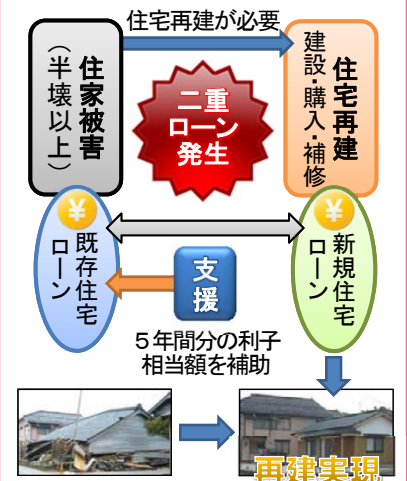 住宅再建が必要
住家被害
（半壊以上）
二重
ローン
発生
住宅再建
建設・購入・補修
¥
既存住宅
ローン
¥
新規住宅
ローン
支援
５年間分の利子
相当額を補助
再建実現